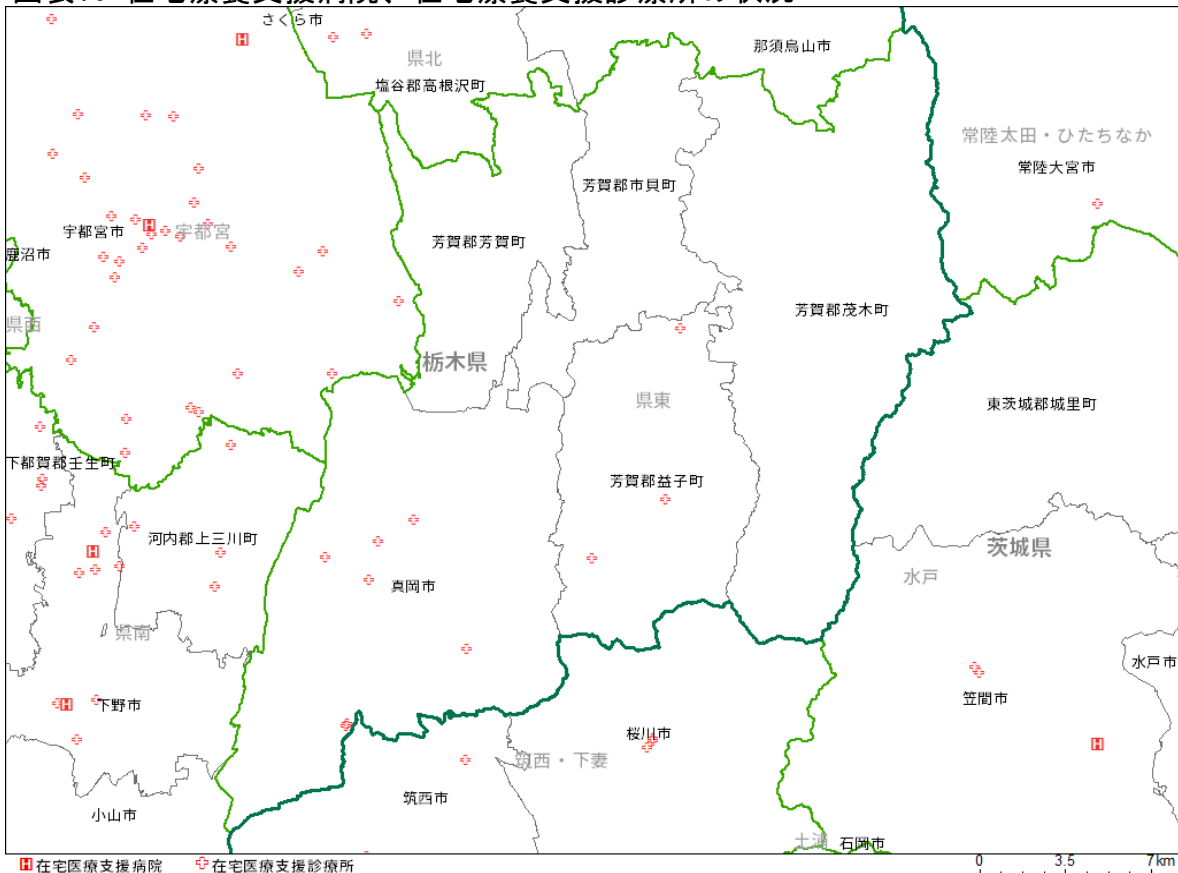 さくら市
県北
那須烏山市
塩谷郡高根沢町
常陸太田・ひたちなか
常陸大宮市
芳賀郡市貝町
宇都宮市
宇都宮
芳賀郡芳賀町
鹿沼市
芳賀郡茂木町
県西
栃木県
県東
東茨城郡城里町
下都賀郡壬生町
芳賀郡益子町
河内郡上三川町
茨城県
水戸
真岡市
県南
水戸市
下野市
笠間市
桜川市
筑西・下妻
筑西市
小山市
土浦
石岡市
在宅医療支援病院
在宅医療支援診療所
0 3.5 7km